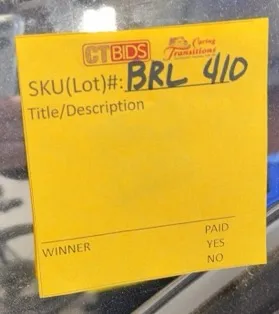 CTBIDS Caring Transitions
SKU(Lot)#: BRL 410
Title/Description
WINNER PAID
YES
NO